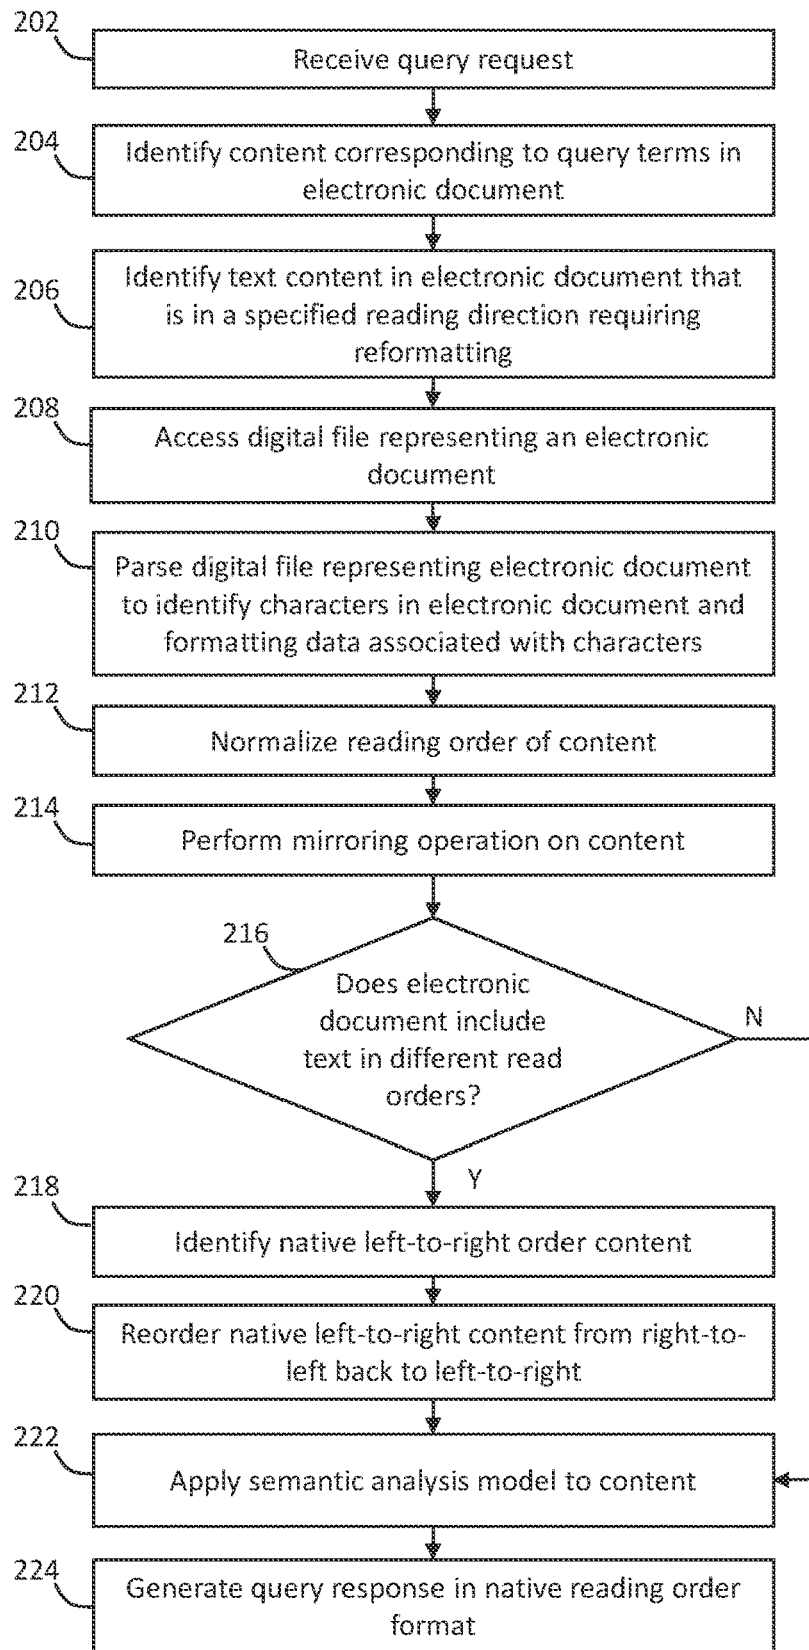 202
Receive query request
204
Identify content corresponding to query terms in
electronic document
206
Identify text content in electronic document that
is in a specified reading direction requiring
reformatting
208
Access digital file representing an electronic
document
210
Parse digital file representing electronic document
to identify characters in electronic document and
formatting data associated with characters
212
Normalize reading order of content
214
Perform mirroring operation on content
216
Does electronic
document include
text in different read
orders?
N
Y
218
Identify native left-to-right order content
220
Reorder native left-to-right content from right-to-
left back to left-to-right
222
Apply semantic analysis model to content
224
Generate query response in native reading order
format